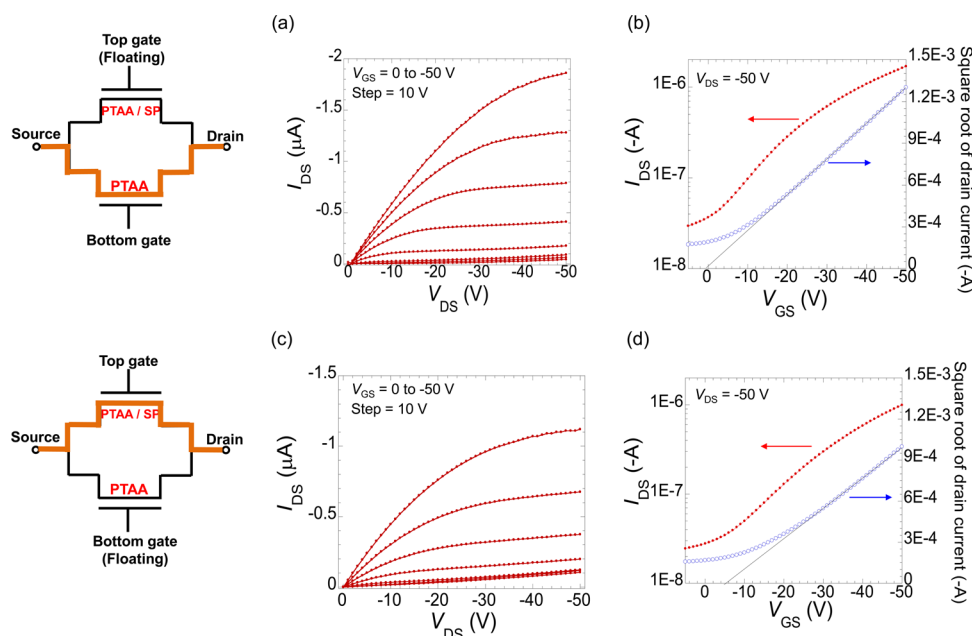 Top gate
(Floating)
PTAA / SP
Source
Drain
PTAA
Bottom gate
(a)
-2
-1.5
-1
-0.5
0
I_DS (μA)
V_GS = 0 to -50 V
Step = 10 V
0 -10 -20 -30 -40 -50
V_DS (V)
(b)
1E-6
1E-7
1E-8
I_DS (-A)
V_DS = -50 V
1.5E-3
1.2E-3
9E-4
6E-4
3E-4
0
Square root of drain current (-A)
0 -10 -20 -30 -40 -50
V_GS (V)
Top gate
PTAA / SP
Source
Drain
PTAA
Bottom gate
(Floating)
(c)
-1.5
-1
-0.5
0
I_DS (μA)
V_GS = 0 to -50 V
Step = 10 V
0 -10 -20 -30 -40 -50
V_DS (V)
(d)
1E-6
1E-7
1E-8
I_DS (-A)
V_DS = -50 V
1.5E-3
1.2E-3
9E-4
6E-4
3E-4
0
Square root of drain current (-A)
0 -10 -20 -30 -40 -50
V_GS (V)